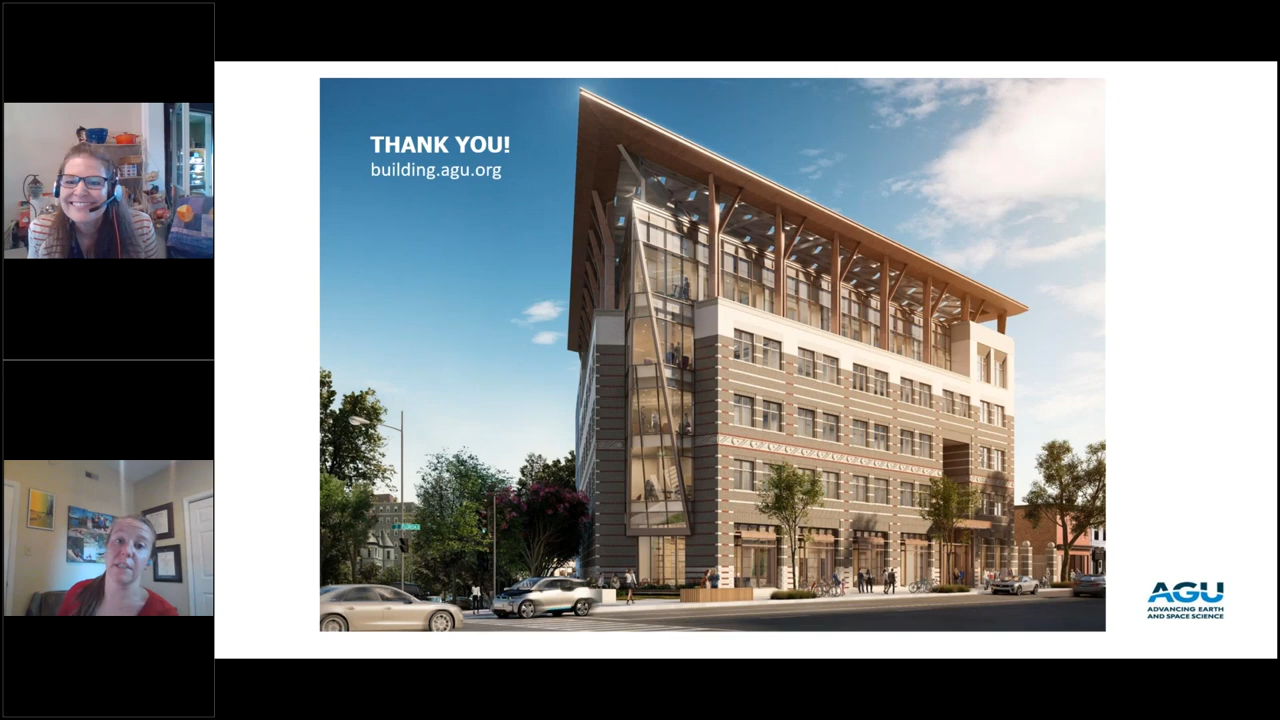 THANK YOU!
building.agu.org
AGU
ADVANCING EARTH
AND SPACE SCIENCE